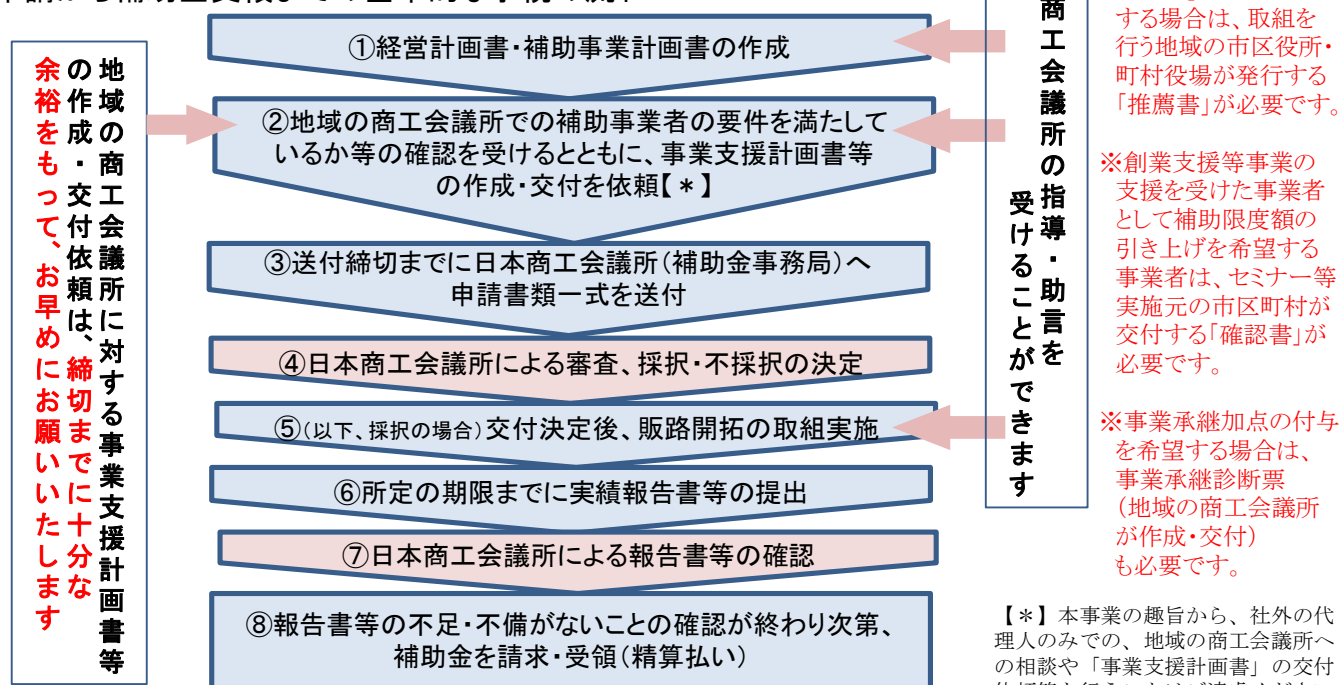 ①経営計画書・補助事業計画書の作成
②地域の商工会議所での補助事業者の要件を満たして
いるか等の確認を受けるとともに、事業支援計画書等
の作成・交付を依頼【*】
③送付締切までに日本商工会議所(補助金事務局)へ
申請書類一式を送付
④日本商工会議所による審査、採択・不採択の決定
⑤(以下、採択の場合)交付決定後、販路開拓の取組実施
⑥所定の期限までに実績報告書等の提出
⑦日本商工会議所による報告書等の確認
⑧報告書等の不足・不備がないことの確認が終わり次第、
補助金を請求・受領(精算払い)
地域の商工会議所に対する事業支援計画書等
の作成・交付依頼は、締切までに十分な
余裕をもって、お早めにお願いいたします
商工会議所の指導・助言を
受けることができます
する場合は、取組を
行う地域の市区役所・
町村役場が発行する
「推薦書」が必要です。
※創業支援等事業の
支援を受けた事業者
として補助限度額の
引き上げを希望する
事業者は、セミナー等
実施元の市区町村が
交付する「確認書」が
必要です。
※事業承継加点の付与
を希望する場合は、
事業承継診断票
(地域の商工会議所
が作成・交付)
も必要です。
【*】本事業の趣旨から、社外の代
理人のみでの、地域の商工会議所へ
の相談や「事業支援計画書」の交付